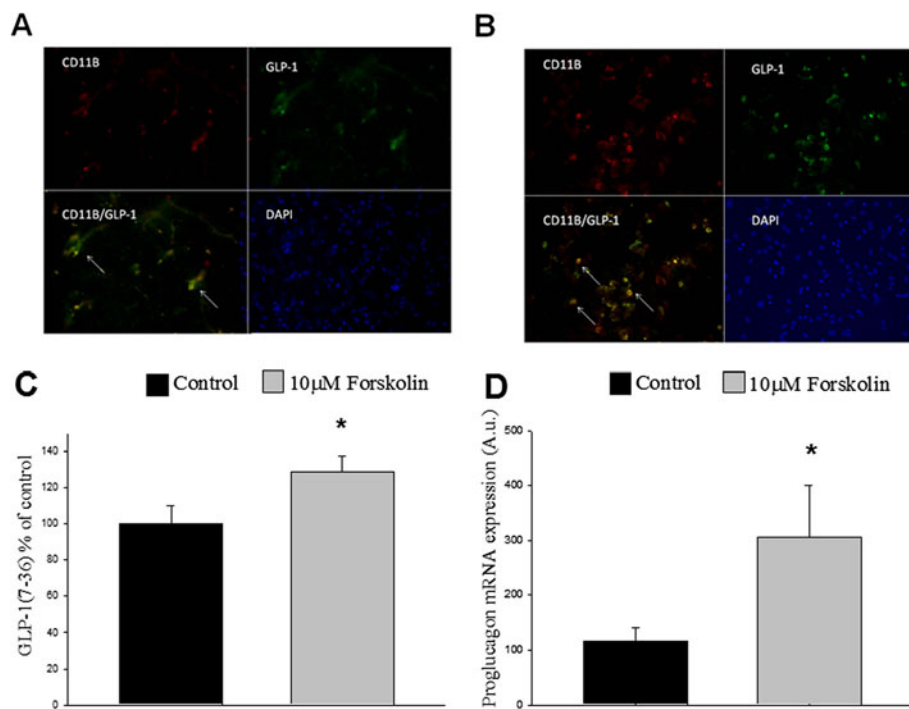 A
CD11B
GLP-1
CD11B/GLP-1
DAPI
B
CD11B
GLP-1
CD11B/GLP-1
DAPI
C
Control
10μM Forskolin
GLP-1(7-36) % of control
140
120
100
80
60
40
20
0
*
D
Control
10μM Forskolin
Proglucagon mRNA expression (A.u.)
500
400
300
200
100
0
*